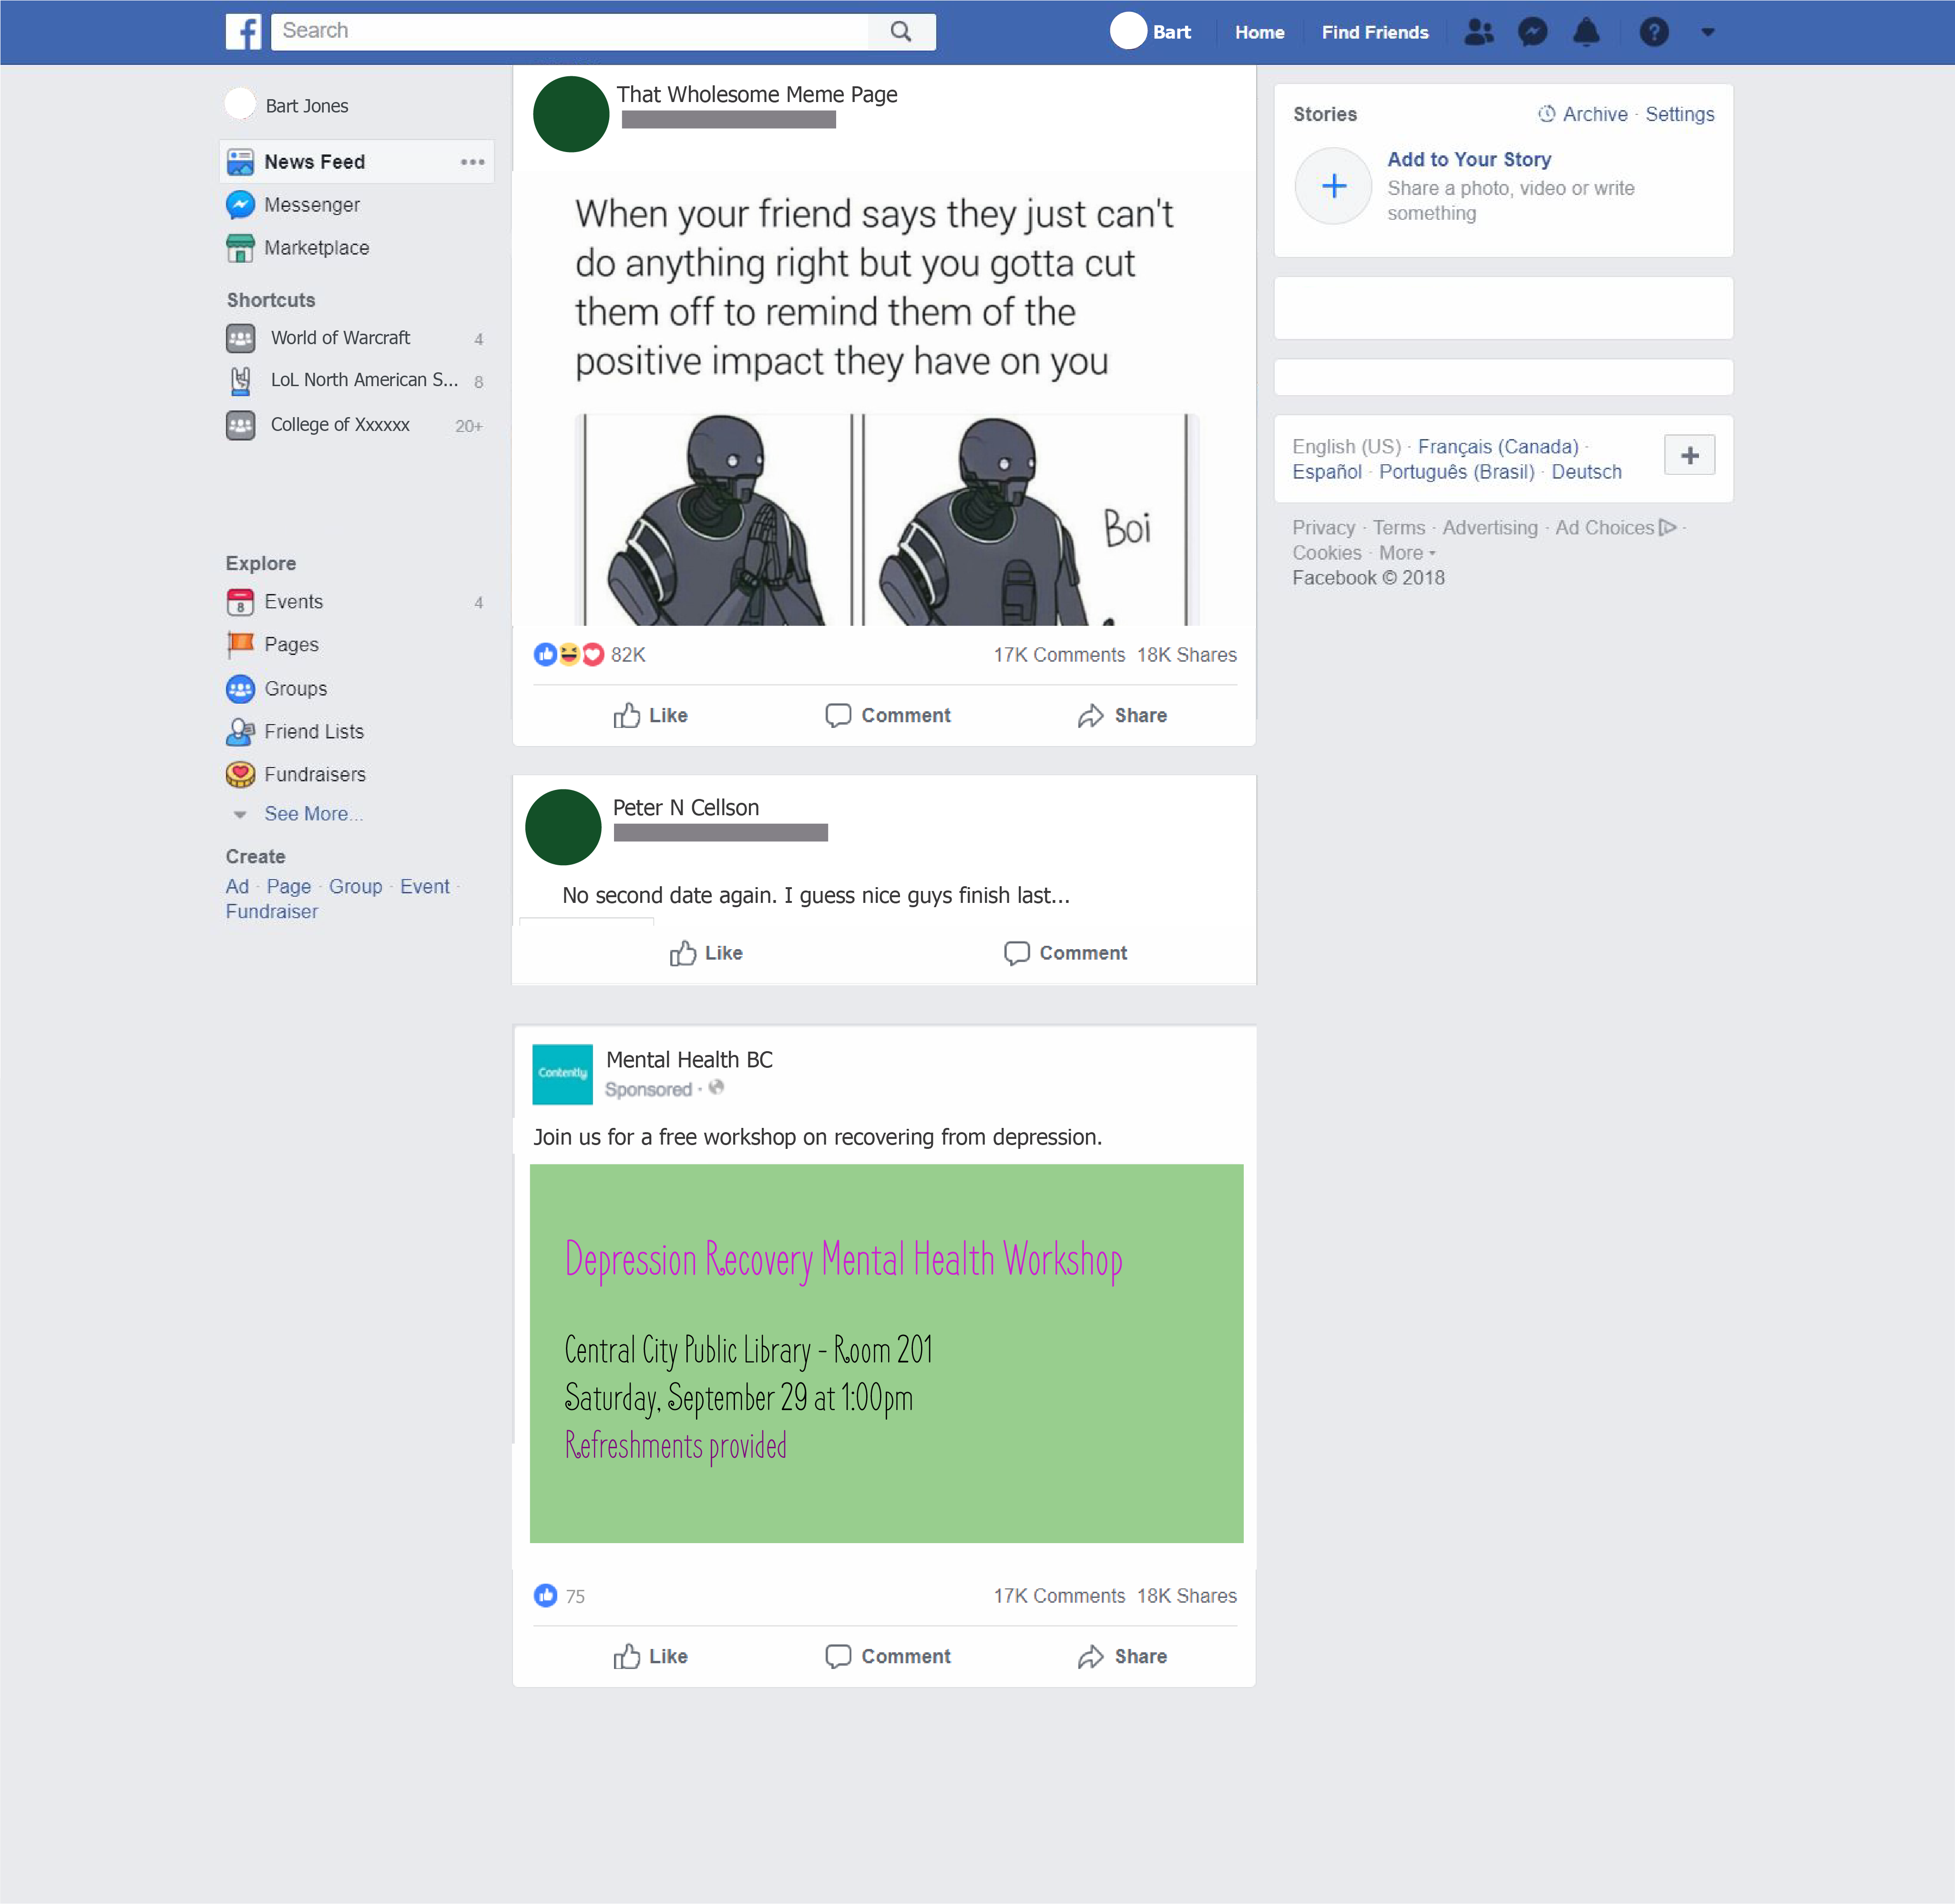 Search
Bart
Home
Find Friends
Bart Jones
News Feed
Messenger
Marketplace
Shortcuts
World of Warcraft 4
LoL North American S... 8
College of Xxxxxx 20+
Explore
Events 4
Pages
Groups
Friend Lists
Fundraisers
See More...
Create
Ad · Page · Group · Event ·
Fundraiser
That Wholesome Meme Page
When your friend says they just can't
do anything right but you gotta cut
them off to remind them of the
positive impact they have on you
Boi
82K
17K Comments 18K Shares
Like Comment Share
Peter N Cellson
No second date again. I guess nice guys finish last...
Like Comment
Contently
Mental Health BC
Sponsored ·
Join us for a free workshop on recovering from depression.
Depression Recovery Mental Health Workshop
Central City Public Library - Room 201
Saturday, September 29 at 1:00pm
Refreshments provided
75
17K Comments 18K Shares
Like Comment Share
Stories
Archive · Settings
Add to Your Story
Share a photo, video or write
something
English (US) · Français (Canada) ·
Español · Português (Brasil) · Deutsch
Privacy · Terms · Advertising · Ad Choices ·
Cookies · More
Facebook © 2018